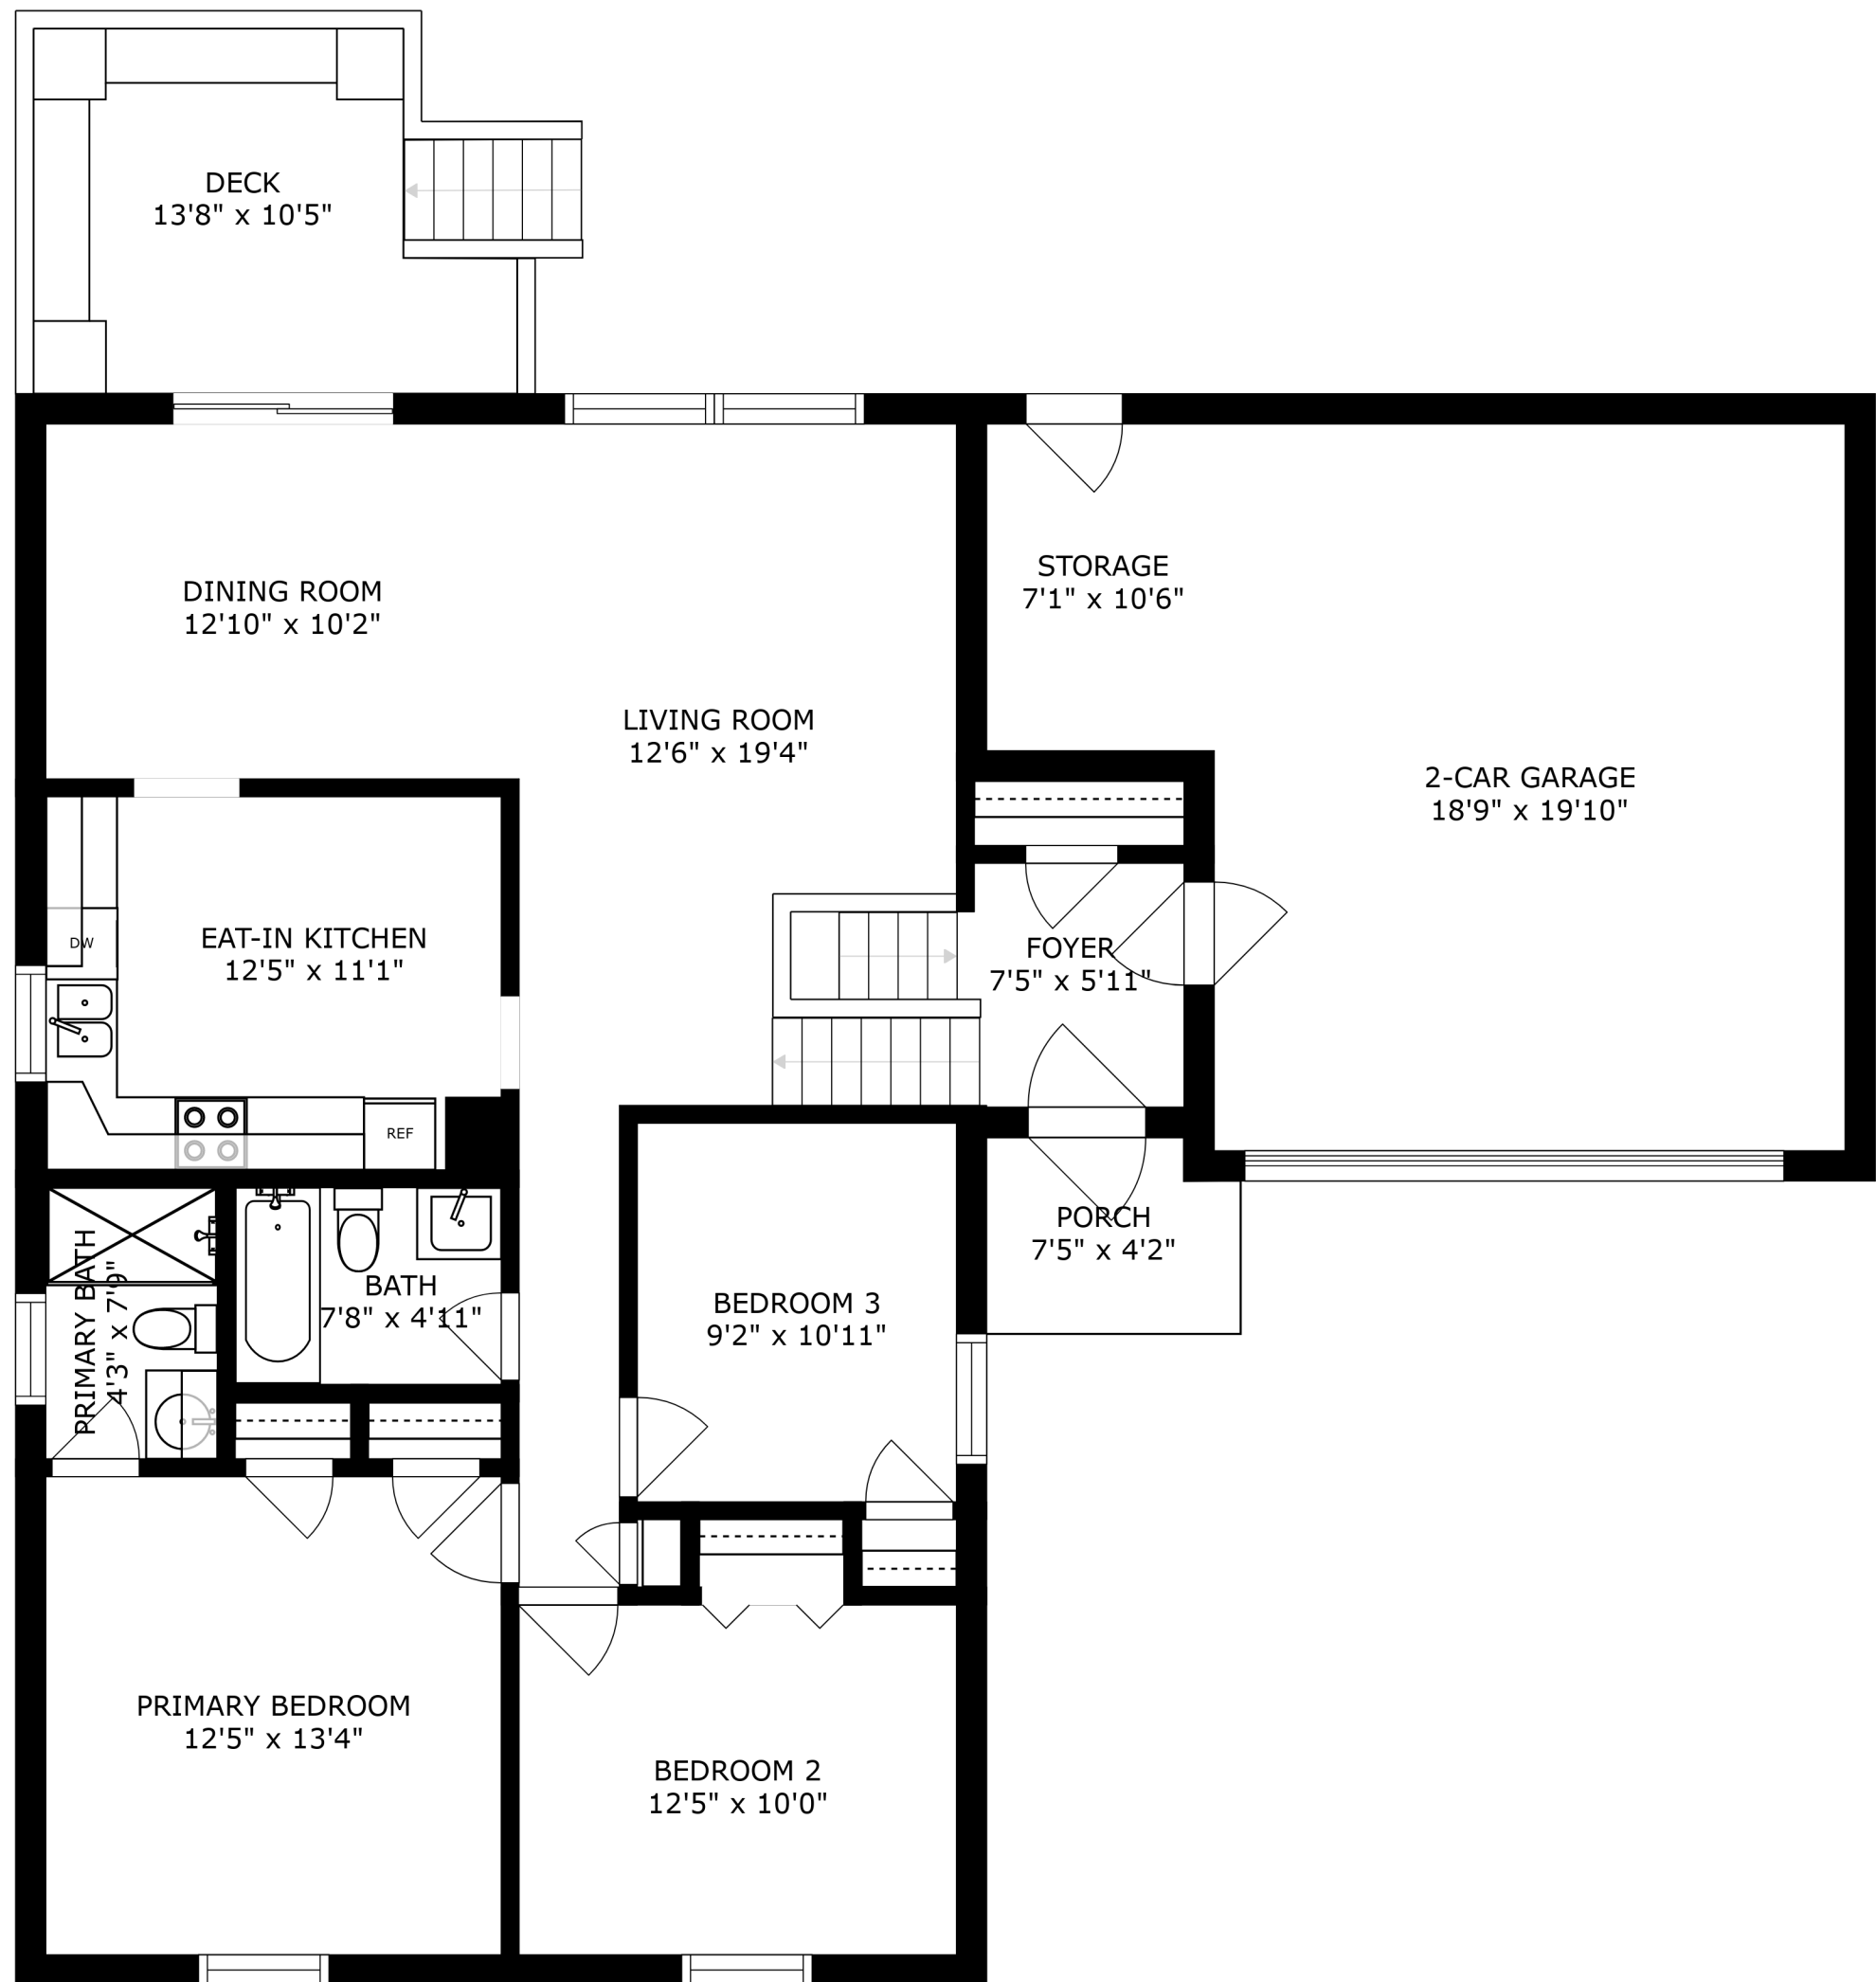 DECK
13'8" x 10'5"
DINING ROOM
12'10" x 10'2"
STORAGE
7'1" x 10'6"
LIVING ROOM
12'6" x 19'4"
2-CAR GARAGE
18'9" x 19'10"
EAT-IN KITCHEN
12'5" x 11'1"
DW
FOYER
7'5" x 5'11"
REF
PORCH
7'5" x 4'2"
PRIMARY BATH
4'3" x 7'9"
BATH
7'8" x 4'11"
BEDROOM 3
9'2" x 10'11"
PRIMARY BEDROOM
12'5" x 13'4"
BEDROOM 2
12'5" x 10'0"